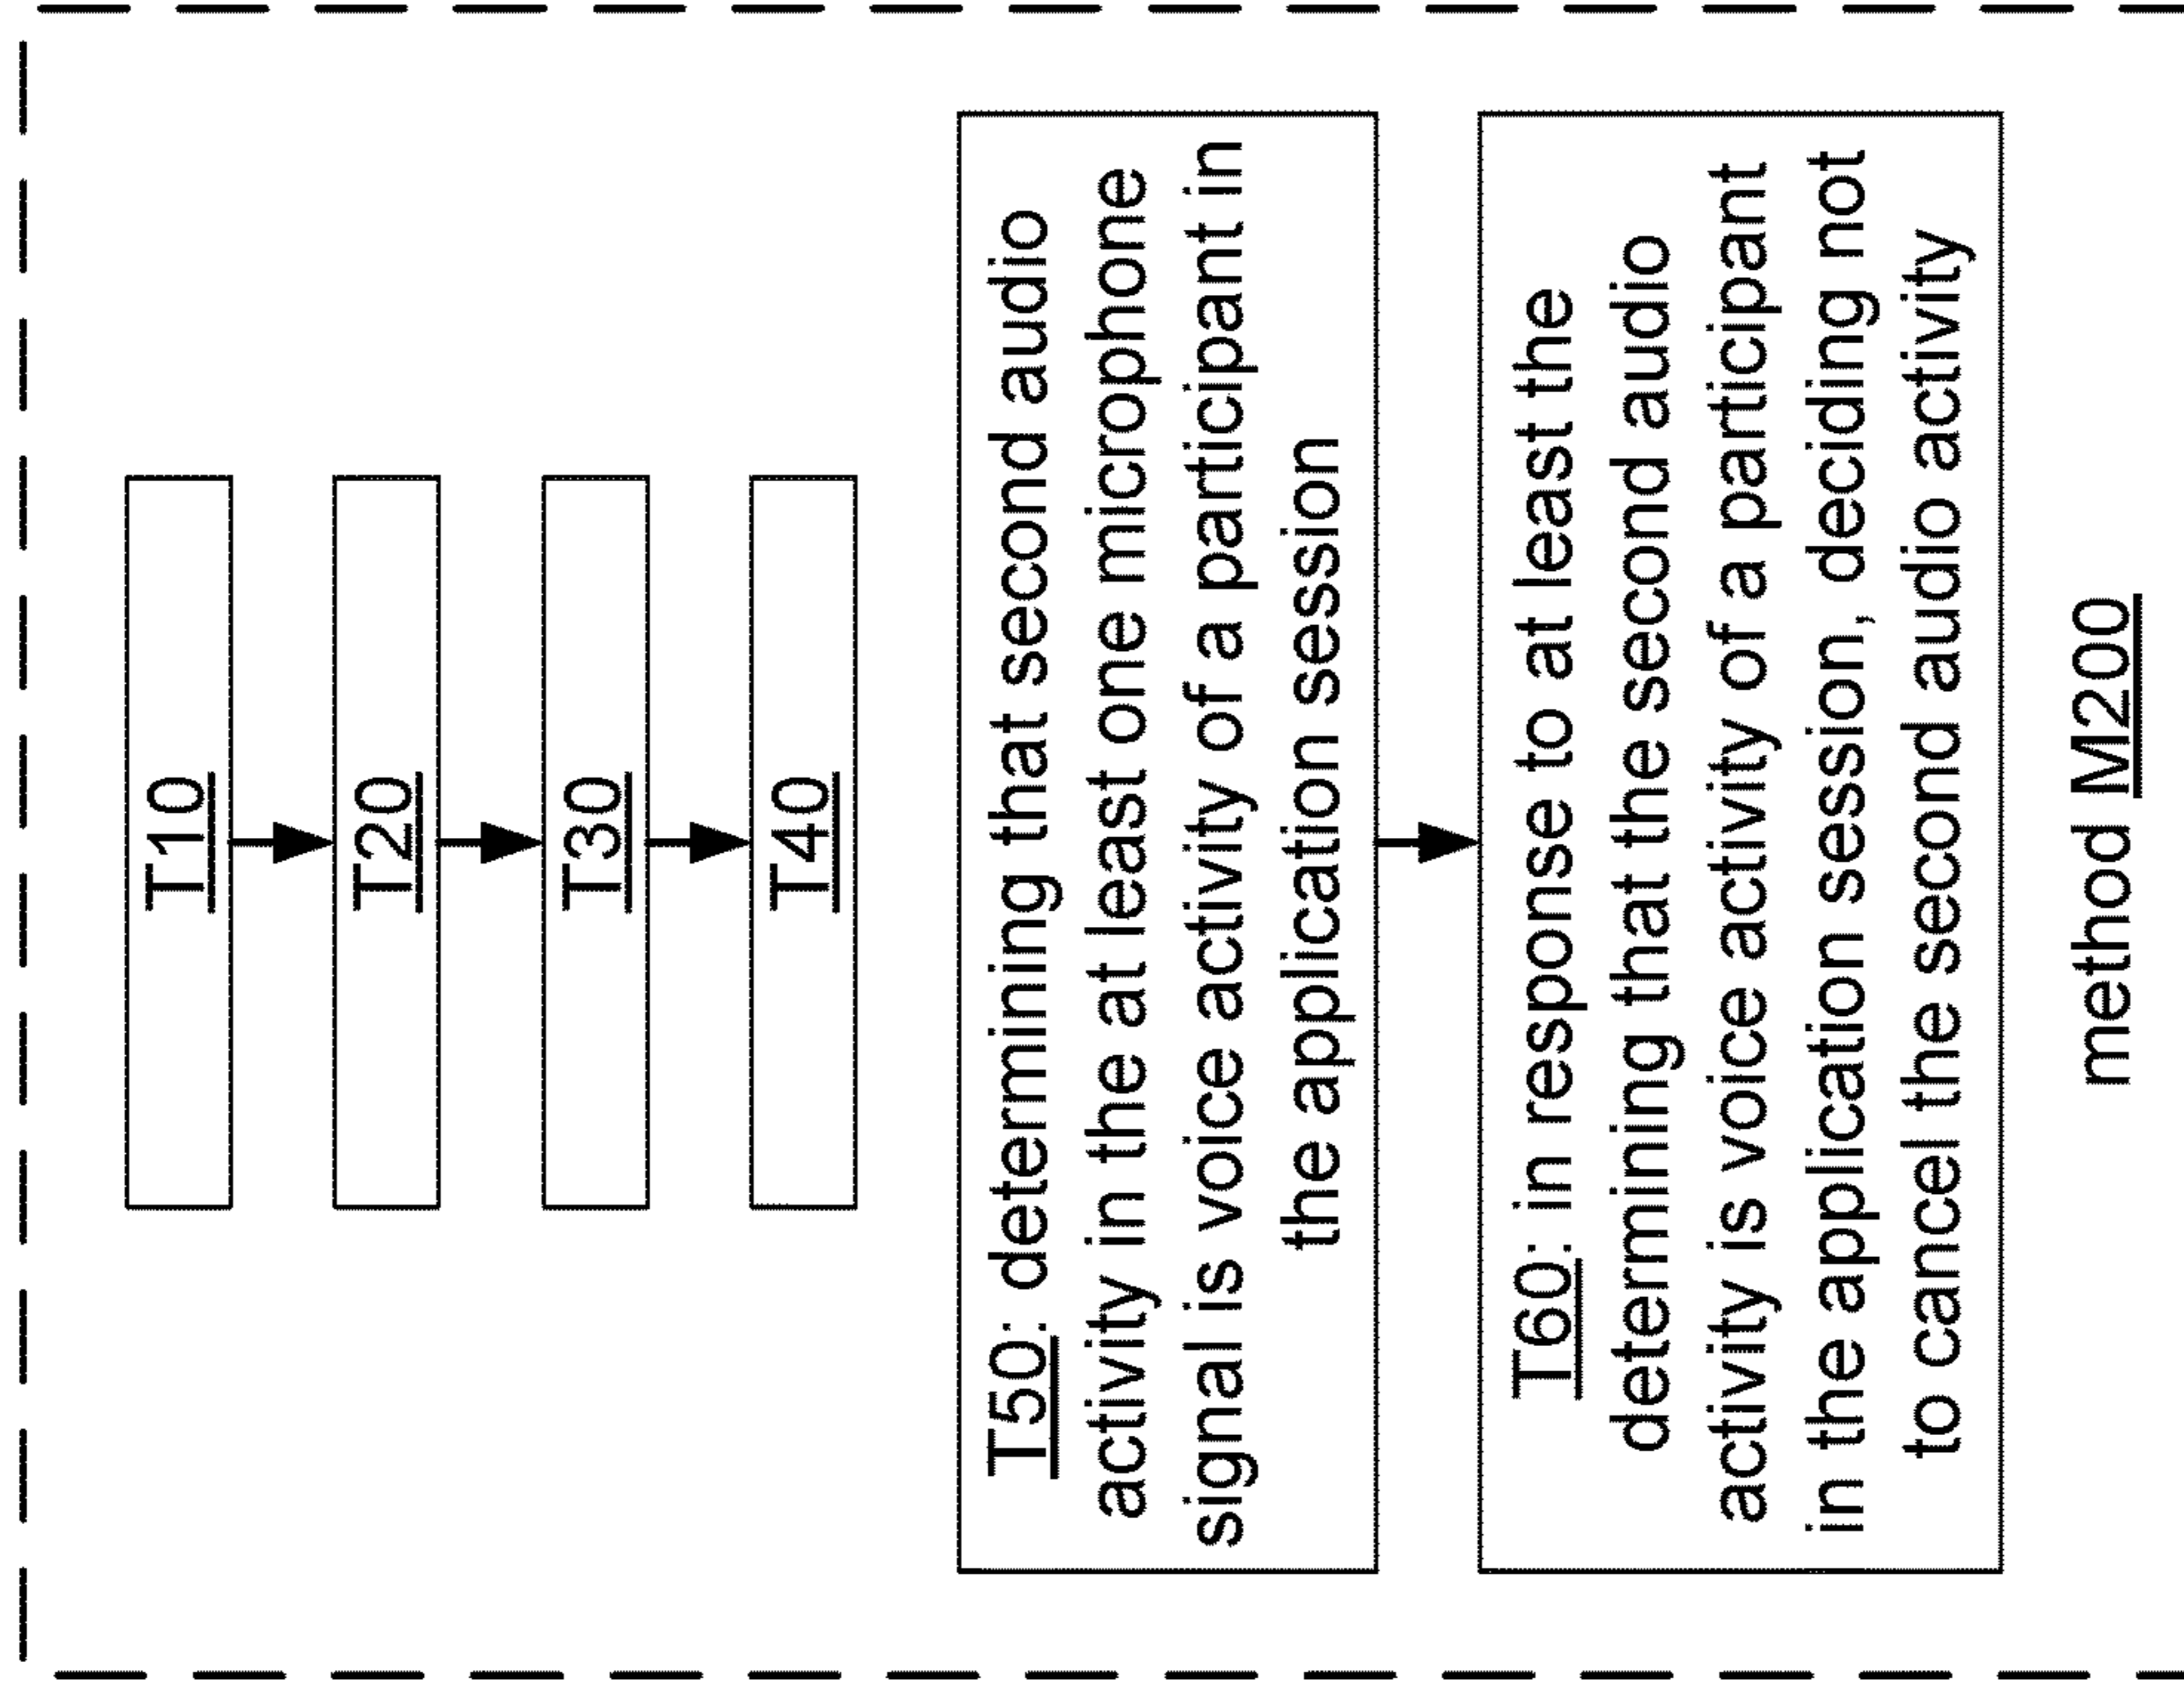 T10
T20
T30
T40
T50: determining that second audio
activity in the at least one microphone
signal is voice activity of a participant in
the application session
T60: in response to at least the
determining that the second audio
activity is voice activity of a participant
in the application session, deciding not
to cancel the second audio activity
method M200